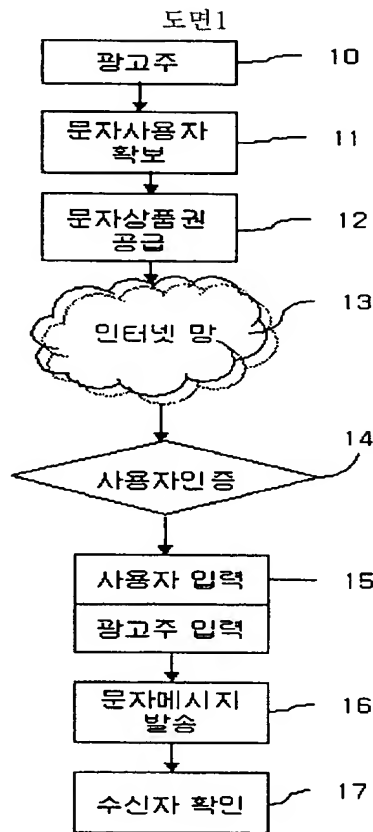 도면1
광고주 10
문자사용자
확보 11
문자상품권
공급 12
인터넷 망 13
사용자인증 14
사용자 입력 15
광고주 입력
문자메시지
발송 16
수신자 확인 17